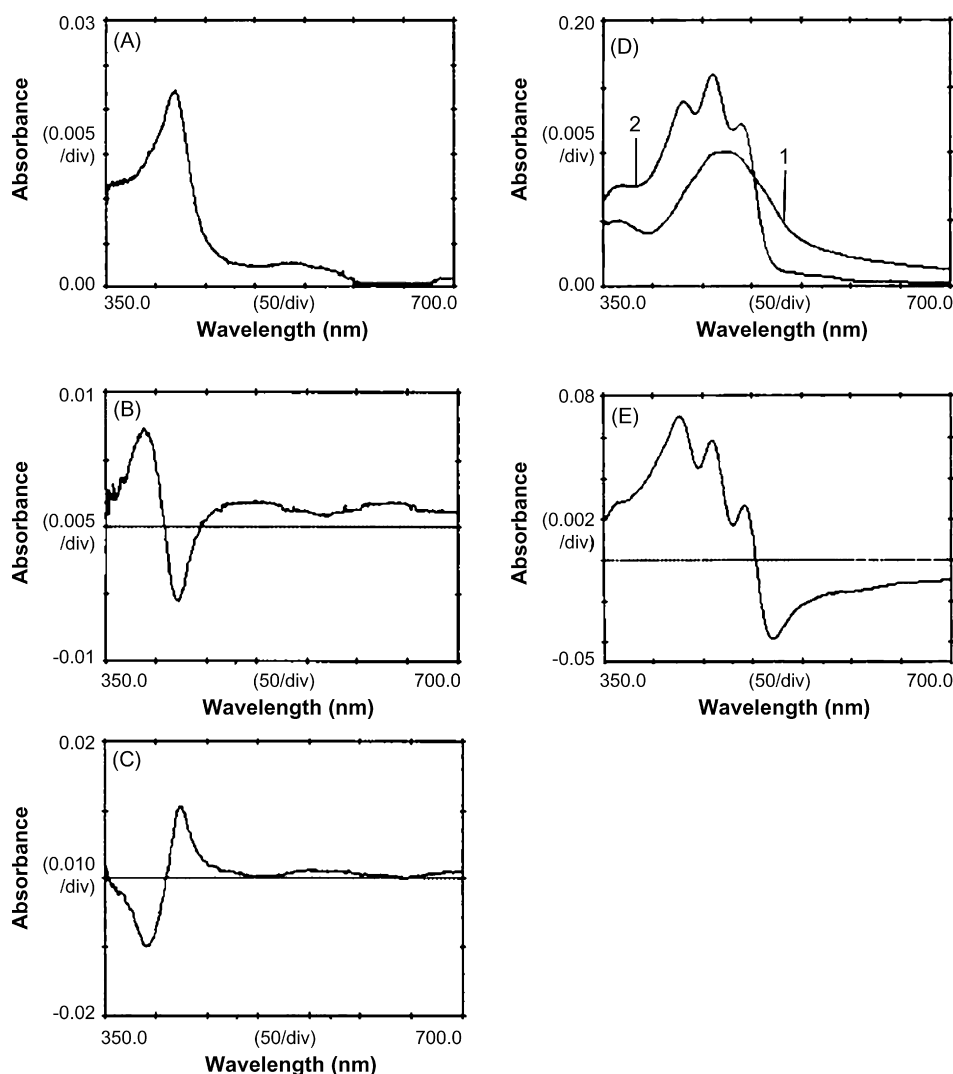 0.03
(A)
Absorbance
(0.005
/div)
0.00
350.0
(50/div)
700.0
Wavelength (nm)
0.01
(B)
Absorbance
(0.005
/div)
-0.01
350.0
(50/div)
700.0
Wavelength (nm)
0.02
(C)
Absorbance
(0.010
/div)
-0.02
350.0
(50/div)
700.0
Wavelength (nm)
0.20
(D)
2
1
Absorbance
(0.005
/div)
0.00
350.0
(50/div)
700.0
Wavelength (nm)
0.08
(E)
Absorbance
(0.002
/div)
-0.05
350.0
(50/div)
700.0
Wavelength (nm)